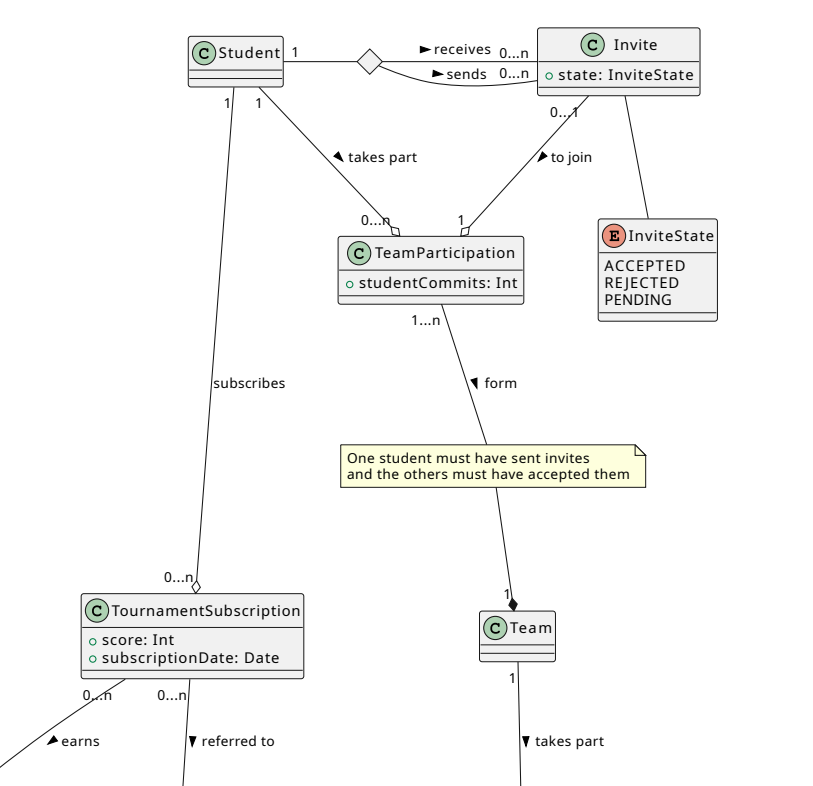 C Student
1
receives
0...n
sends
0...n
C Invite
state: InviteState
1
1
0...1
takes part
to join
0...n
1
C TeamParticipation
studentCommits: Int
E InviteState
ACCEPTED
REJECTED
PENDING
1...n
subscribes
form
One student must have sent invites
and the others must have accepted them
0...n
1
C TournamentSubscription
score: Int
subscriptionDate: Date
C Team
0...n
0...n
1
earns
referred to
takes part